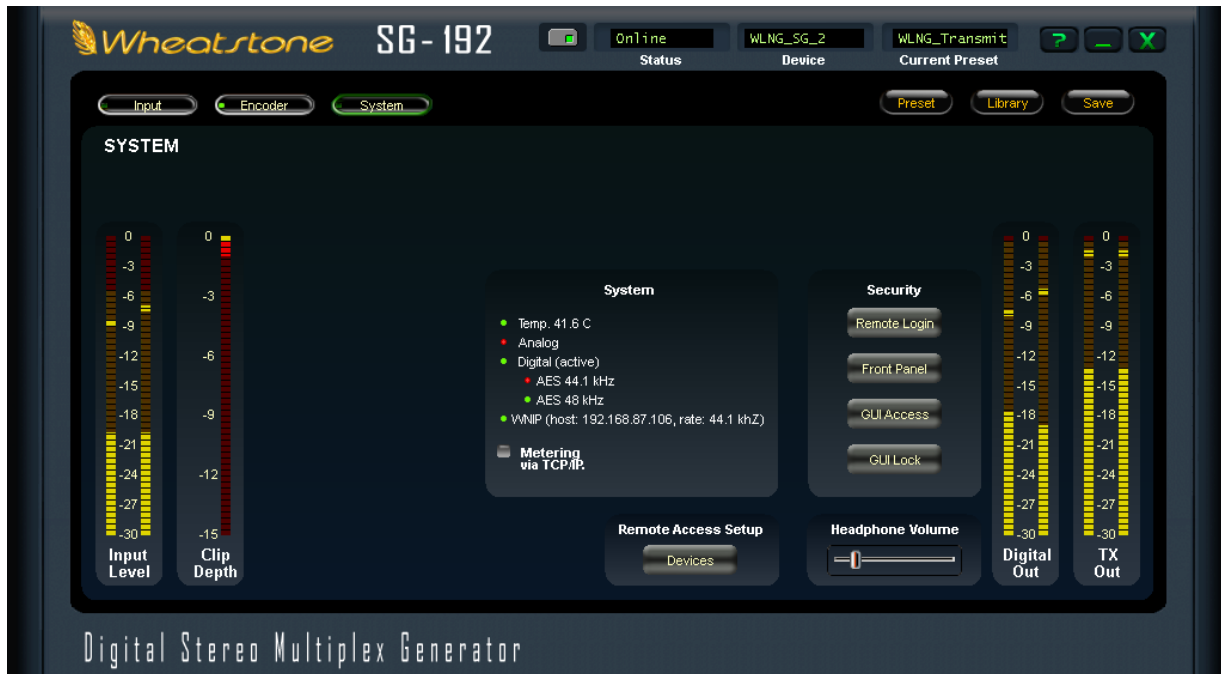 Wheatstone SG-192
Online WLNG_SG_2 WLNG_Transmit ? _ X
Status Device Current Preset
Input Encoder System Preset Library Save
SYSTEM
0
-3
-6
-9
-12
-15
-18
-21
-24
-27
-30
Input
Level
0
-3
-6
-9
-12
-15
Clip
Depth
System
Temp. 41.6 C
Analog
Digital (active)
AES 44.1 kHz
AES 48 kHz
WNIP (host: 192.168.87.106, rate: 44.1 khZ)
Metering
via TCP/IP.
Remote Access Setup
Devices
Security
Remote Login
Front Panel
GUI Access
GUI Lock
Headphone Volume
0
-3
-6
-9
-12
-15
-18
-21
-24
-27
-30
Digital
Out
0
-3
-6
-9
-12
-15
-18
-21
-24
-27
-30
TX
Out
Digital Stereo Multiplex Generator